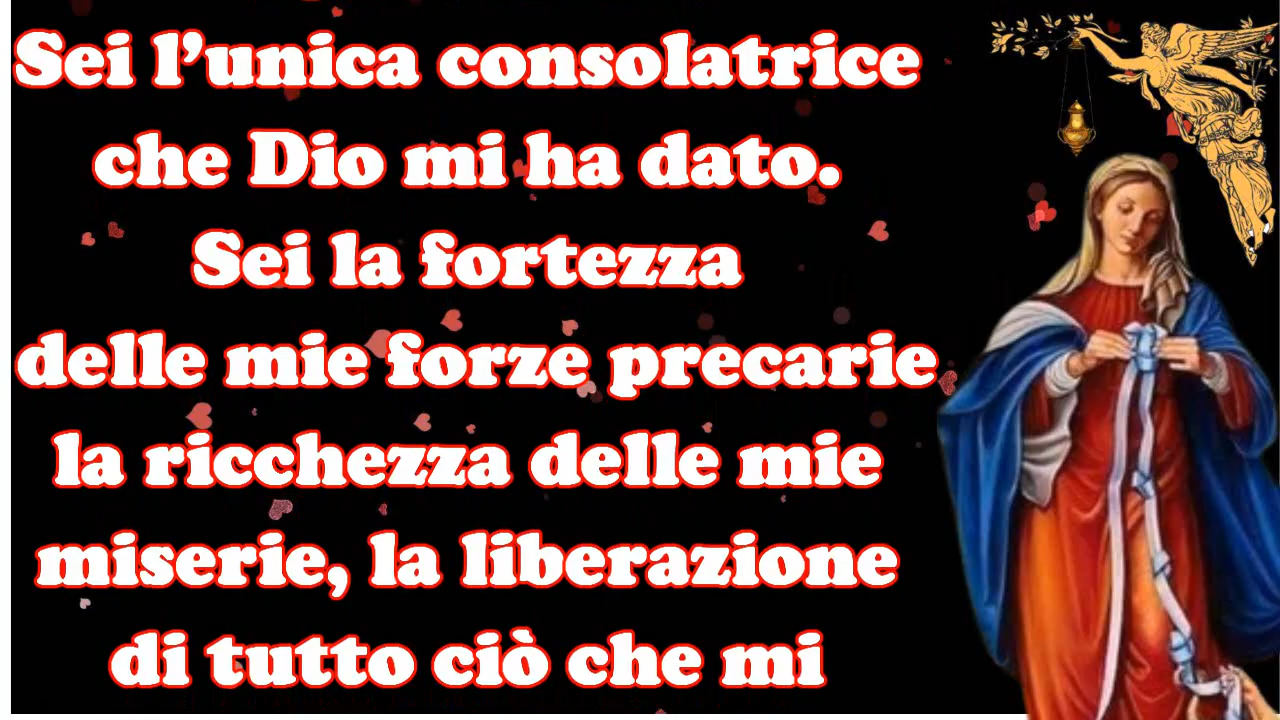 Sei l’unica consolatrice
che Dio mi ha dato.
Sei la fortezza
delle mie forze precarie
la ricchezza delle mie
miserie, la liberazione
di tutto ciò che mi